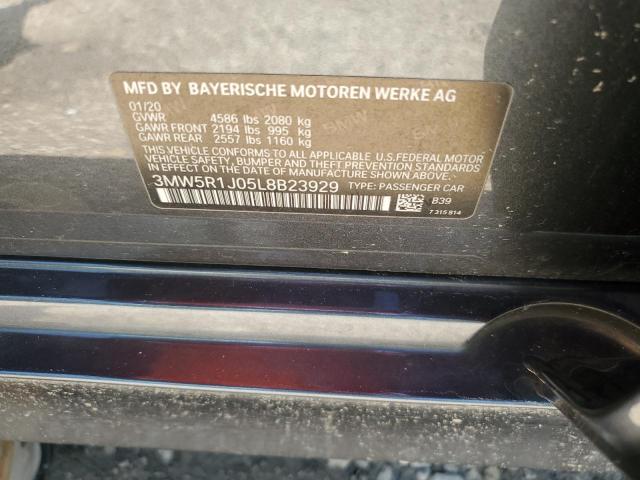 MFD BY BAYERISCHE MOTOREN WERKE AG
01/20
GVWR 4586 lbs 2080 kg
GAWR FRONT 2194 lbs 995 kg
GAWR REAR 2557 lbs 1160 kg
THIS VEHICLE CONFORMS TO ALL APPLICABLE U.S.FEDERAL MOTOR
VEHICLE SAFETY, BUMPER AND THEFT PREVENTION STANDARDS IN
EFFECT ON THE DATE OF MANUFACTURE SHOWN ABOVE.
3MW5R1J05L8B23929 TYPE: PASSENGER CAR
B39
7 315 814